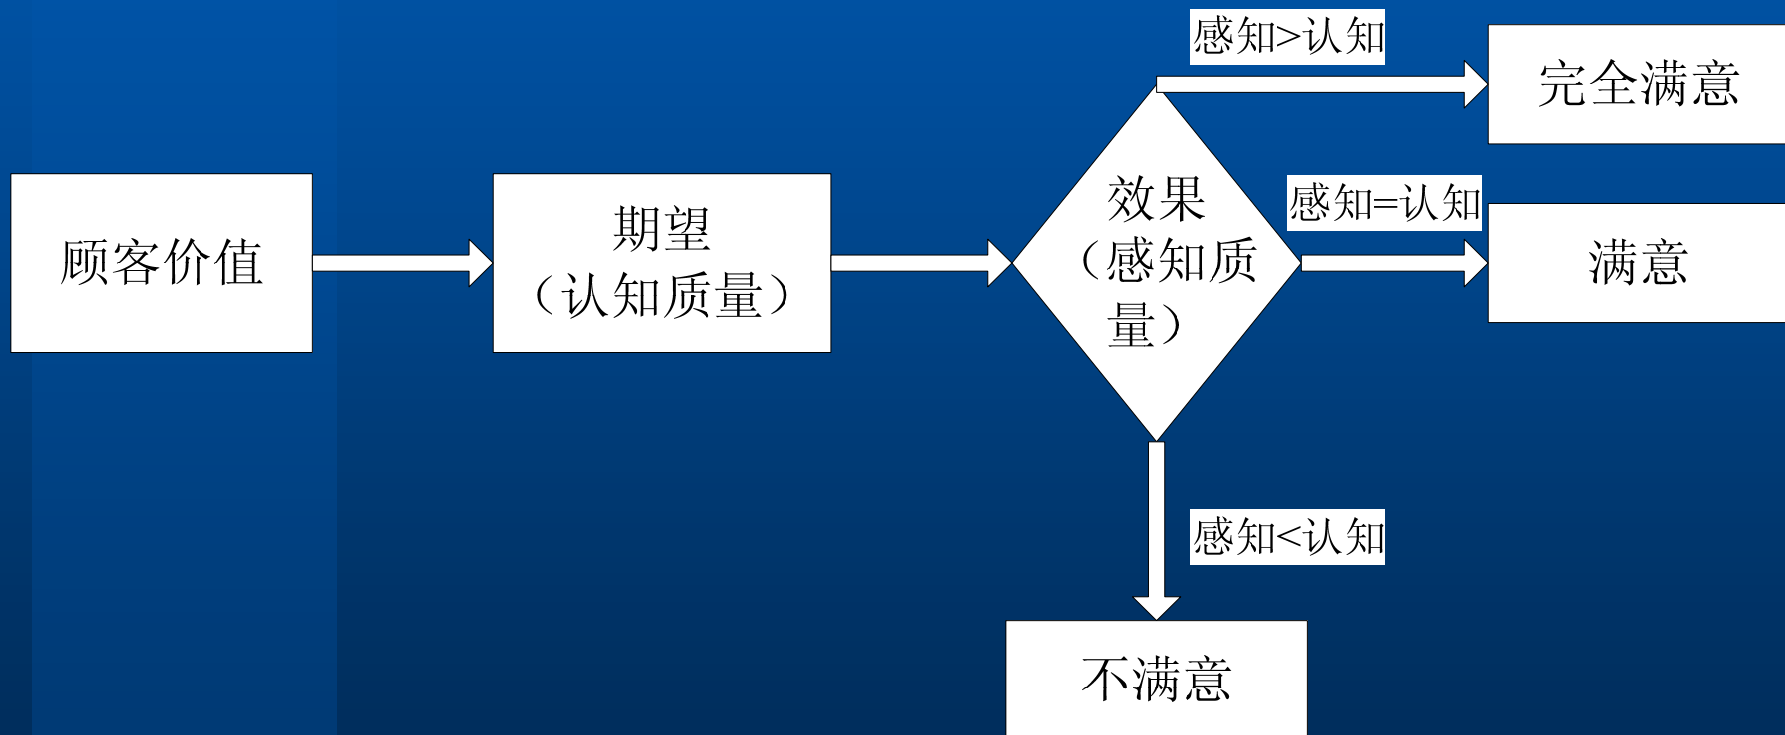 感知>认知
完全满意
顾客价值
期望
（认知质量）
效果
（感知质
量）
感知=认知
满意
感知<认知
不满意